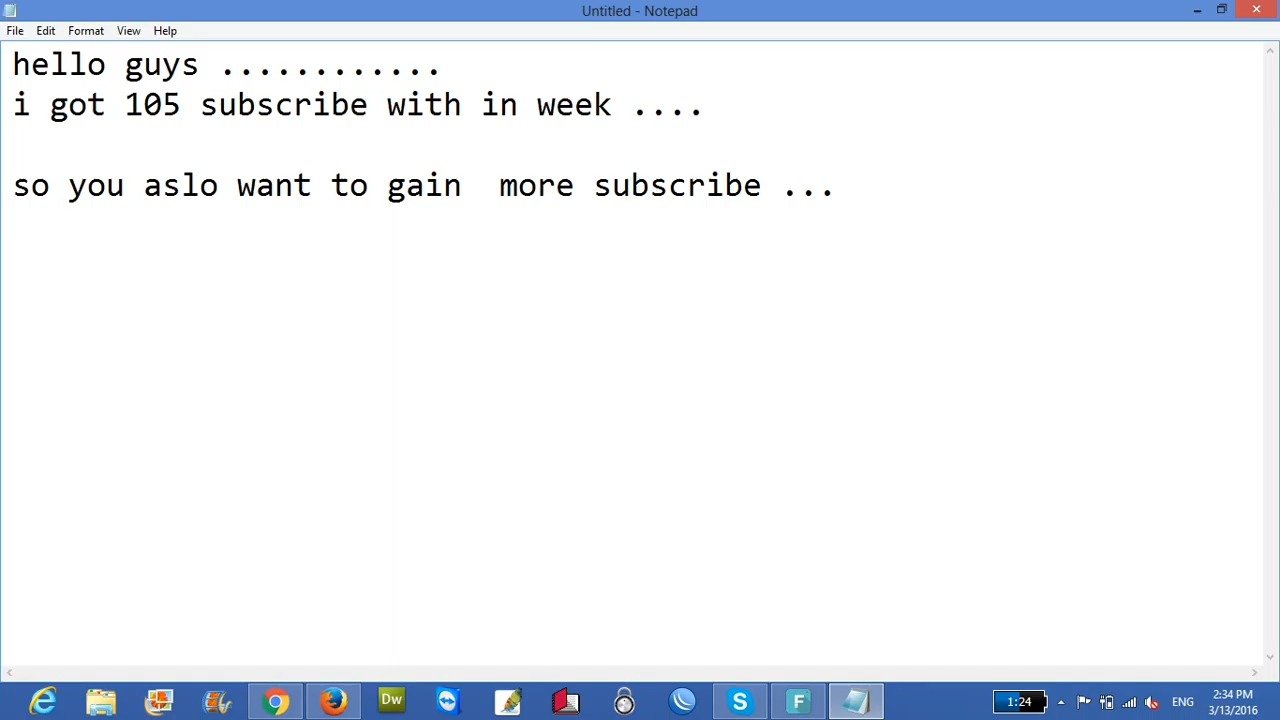 Untitled - Notepad
File Edit Format View Help
hello guys ............
i got 105 subscribe with in week ....
so you aslo want to gain  more subscribe ...
Dw
S
F
1:24
ENG
2:34 PM
3/13/2016